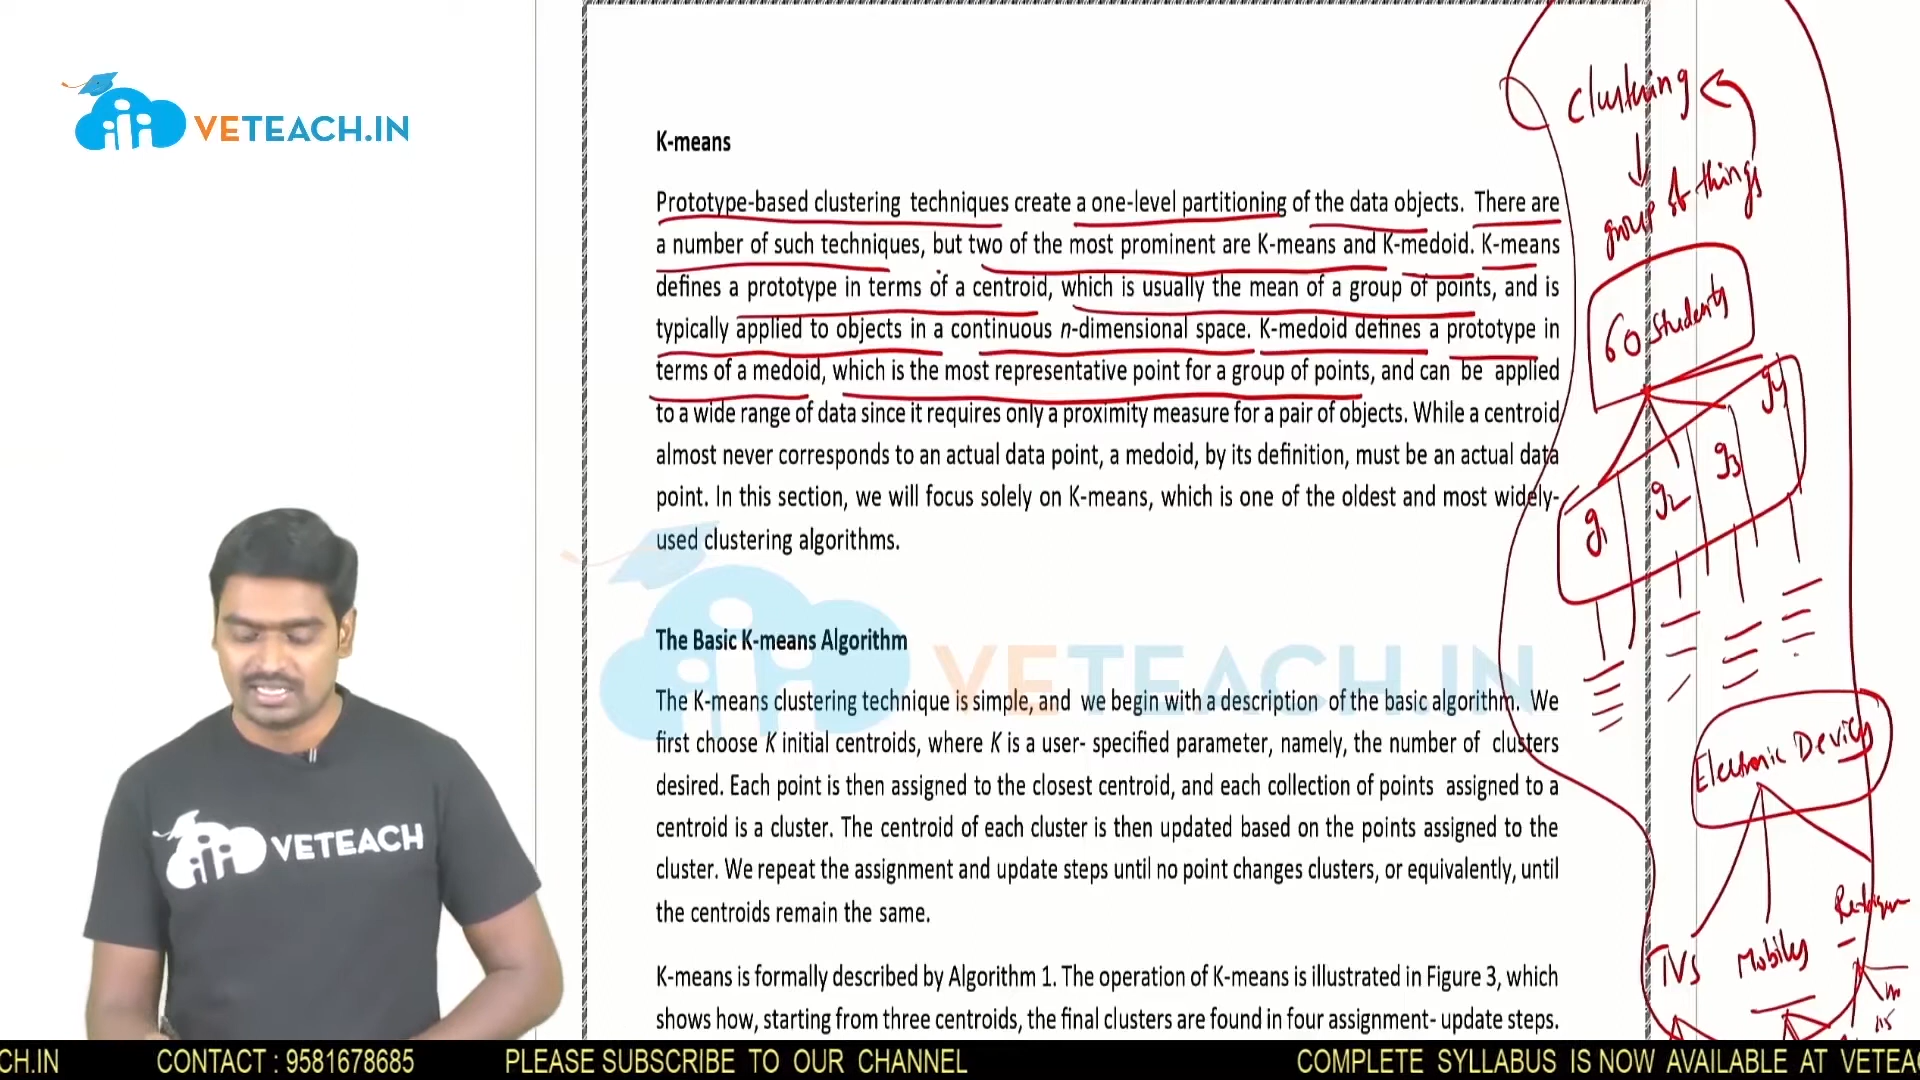 VETEACH.IN
K-means
Prototype-based clustering techniques create a one-level partitioning of the data objects. There are
a number of such techniques, but two of the most prominent are K-means and K-medoid. K-means
defines a prototype in terms of a centroid, which is usually the mean of a group of points, and is
typically applied to objects in a continuous n-dimensional space. K-medoid defines a prototype in
terms of a medoid, which is the most representative point for a group of points, and can be applied
to a wide range of data since it requires only a proximity measure for a pair of objects. While a centroid
almost never corresponds to an actual data point, a medoid, by its definition, must be an actual data
point. In this section, we will focus solely on K-means, which is one of the oldest and most widely-
used clustering algorithms.
The Basic K-means Algorithm
The K-means clustering technique is simple, and we begin with a description of the basic algorithm. We
first choose K initial centroids, where K is a user- specified parameter, namely, the number of clusters
desired. Each point is then assigned to the closest centroid, and each collection of points assigned to a
centroid is a cluster. The centroid of each cluster is then updated based on the points assigned to the
cluster. We repeat the assignment and update steps until no point changes clusters, or equivalently, until
the centroids remain the same.
K-means is formally described by Algorithm 1. The operation of K-means is illustrated in Figure 3, which
shows how, starting from three centroids, the final clusters are found in four assignment- update steps.
VETEACH.IN
clustering
group of things
60 students
g1 g2 g3 g4
Electronic Devices
TVs Mobiles
VETEACH
CH.IN CONTACT : 9581678685 PLEASE SUBSCRIBE TO OUR CHANNEL COMPLETE SYLLABUS IS NOW AVAILABLE AT VETEAC